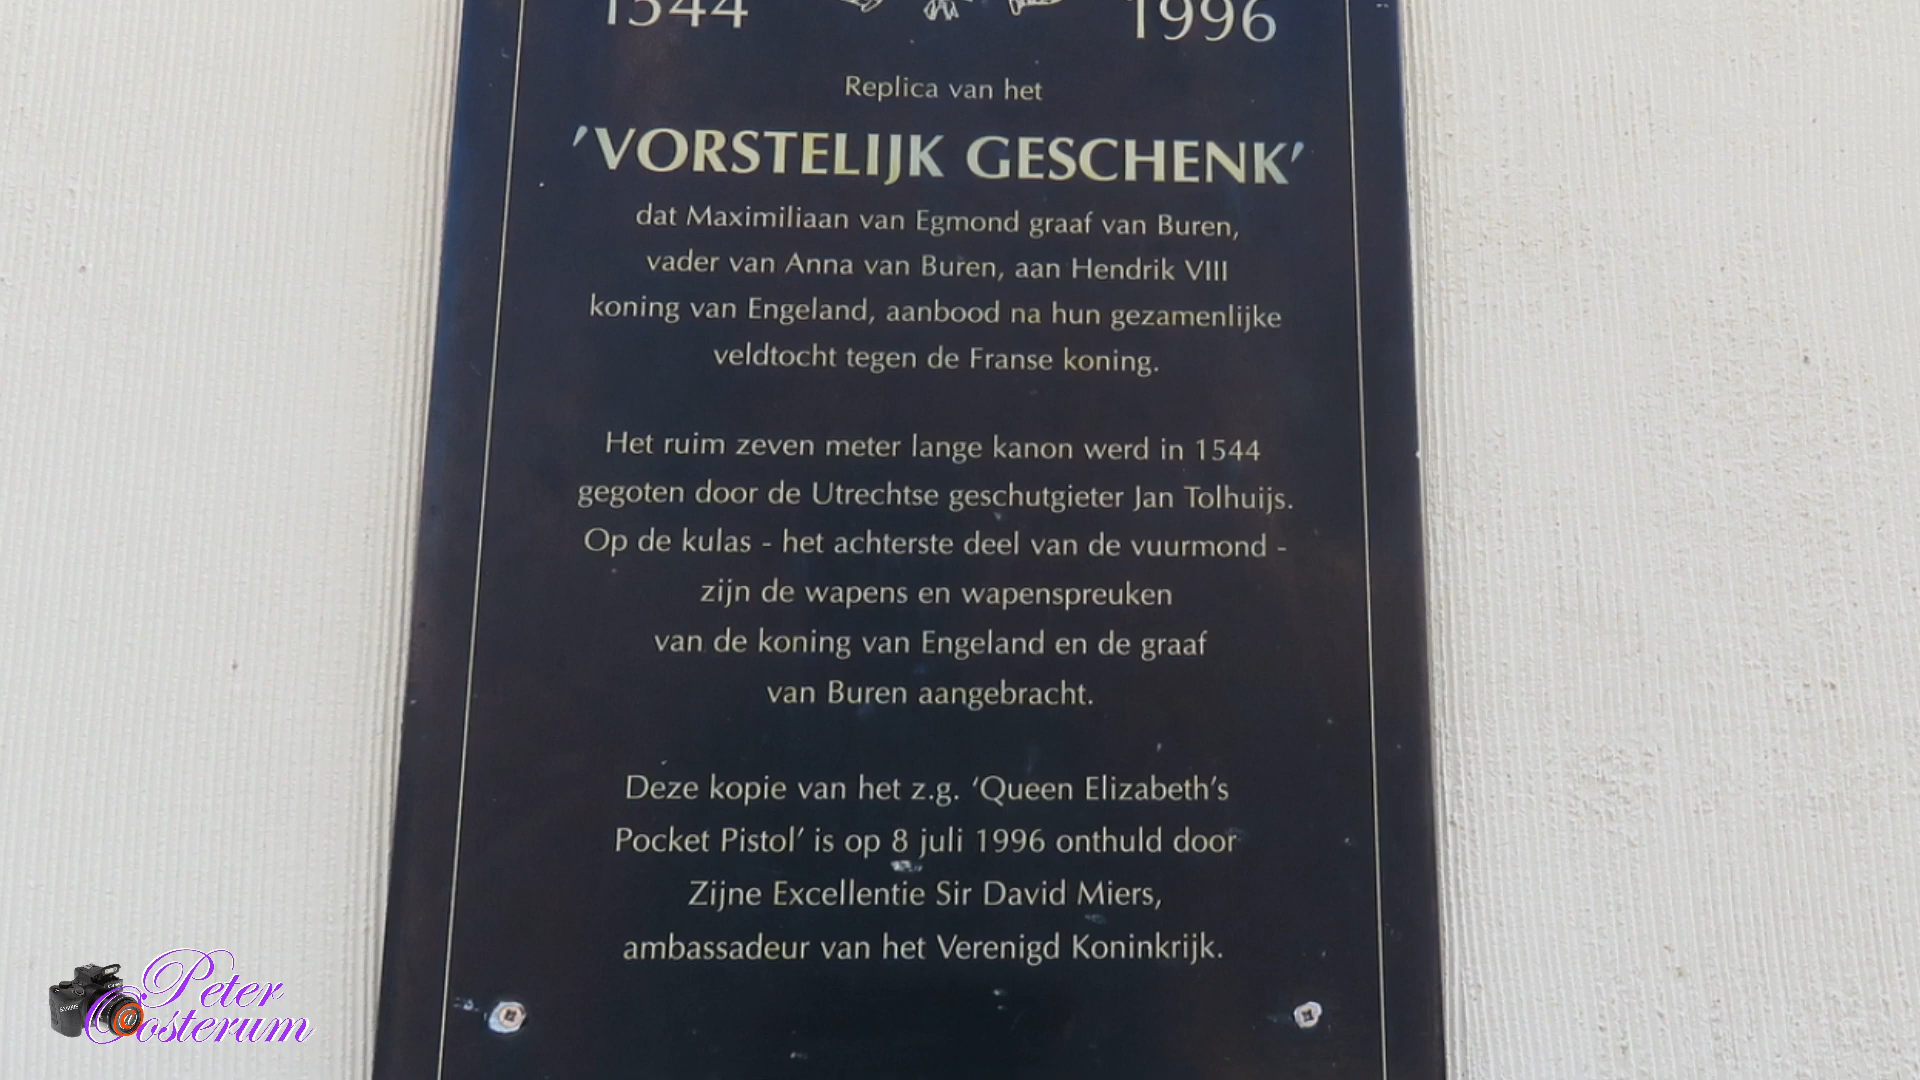 1544 1996
Replica van het
'VORSTELIJK GESCHENK'
dat Maximiliaan van Egmond graaf van Buren,
vader van Anna van Buren, aan Hendrik VIII
koning van Engeland, aanbood na hun gezamenlijke
veldtocht tegen de Franse koning.
Het ruim zeven meter lange kanon werd in 1544
gegoten door de Utrechtse geschutgieter Jan Tolhuijs.
Op de kulas - het achterste deel van de vuurmond -
zijn de wapens en wapenspreuken
van de koning van Engeland en de graaf
van Buren aangebracht.
Deze kopie van het z.g. 'Queen Elizabeth's
Pocket Pistol' is op 8 juli 1996 onthuld door
Zijne Excellentie Sir David Miers,
ambassadeur van het Verenigd Koninkrijk.
Peter
Oosterum